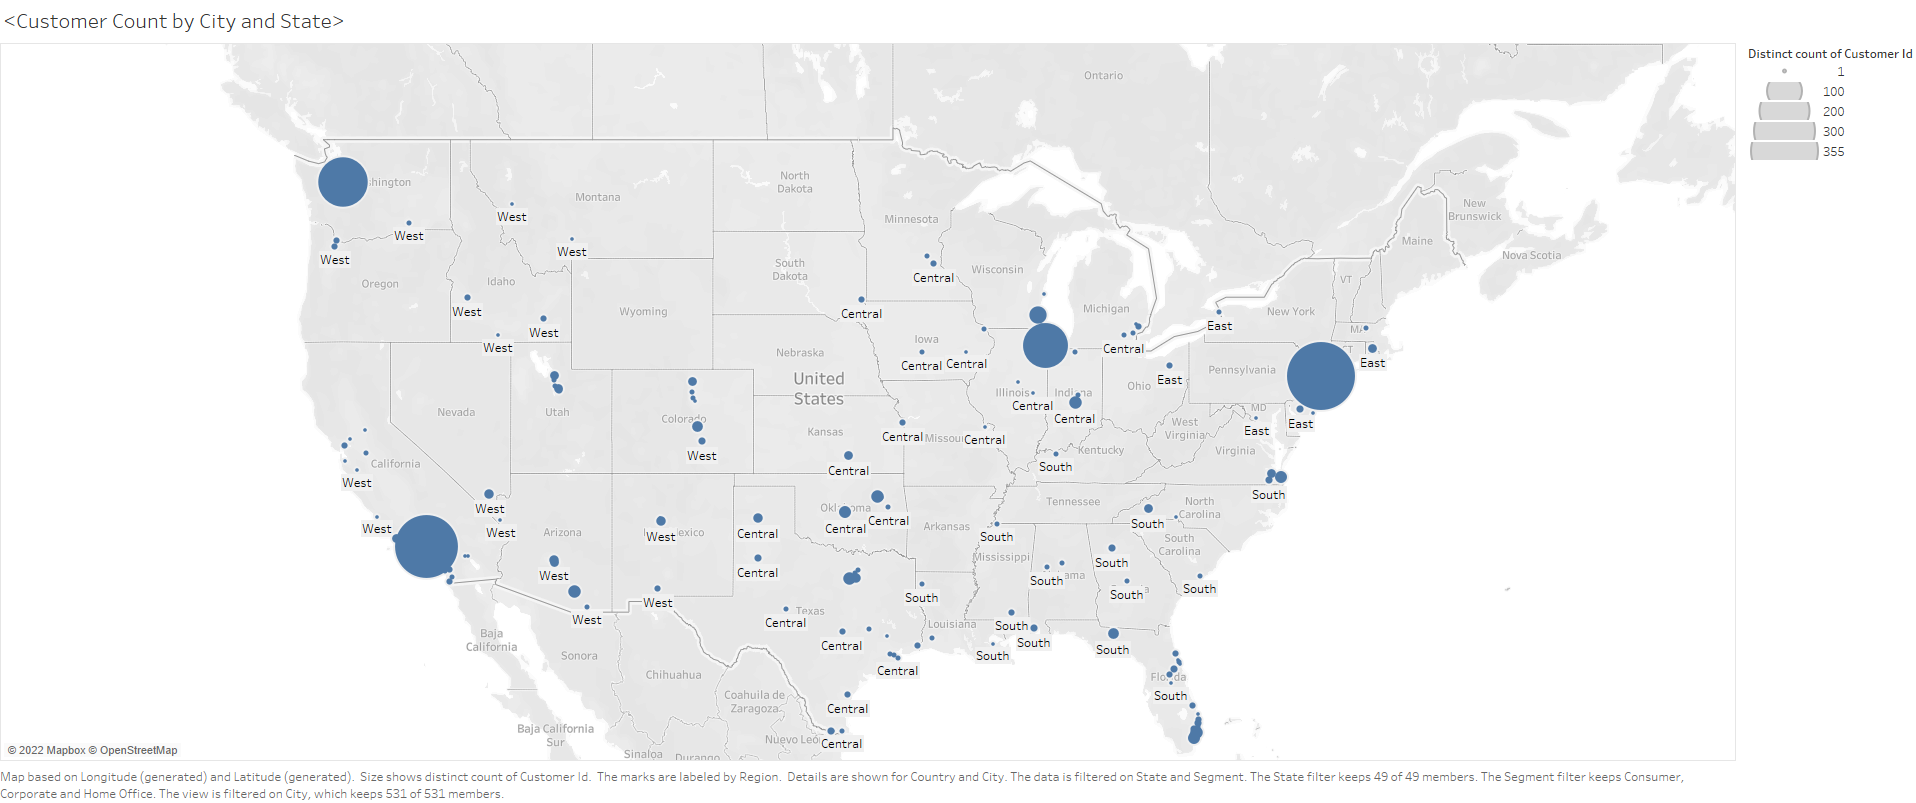 <Customer Count by City and State>
Distinct count of Customer Id
1
100
200
300
355
Ontario
hington
Montana
North
Dakota
Minnesota
New
Brunswick
Maine
Nova Scotia
West
West
West
West
Oregon
Idaho
South
Dakota
Wisconsin
Central
VT
West
West
West
Wyoming
Central
Michigan
New York
East
MA
CT
Iowa
Nebraska
Central
Central
Central
East
United
States
Illinois
Indiana
Ohio
Pennsylvania
East
Central
Central
MD
East
East
Nevada
Utah
Colorado
Kansas
Missouri
Central
Central
West
Virginia
Virginia
Kentucky
South
California
West
West
Central
South
West
West
West
Arizona
West
exico
Central
Oklahoma
Central
Central
Arkansas
Tennessee
North
Carolina
South
South
South
Carolina
Mississippi
South
West
Central
South
ama
South
South
West
West
South
Texas
Central
Louisiana
South
South
South
South
Baja
California
Sonora
Central
Central
Chihuahua
Florida
South
Coahuila de
Zaragoza
Central
Baja California
Sur
Nuevo León
Central
Sinaloa
Durango
© 2022 Mapbox © OpenStreetMap
Map based on Longitude (generated) and Latitude (generated).  Size shows distinct count of Customer Id.  The marks are labeled by Region.  Details are shown for Country and City. The data is filtered on State and Segment. The State filter keeps 49 of 49 members. The Segment filter keeps Consumer,
Corporate and Home Office. The view is filtered on City, which keeps 531 of 531 members.